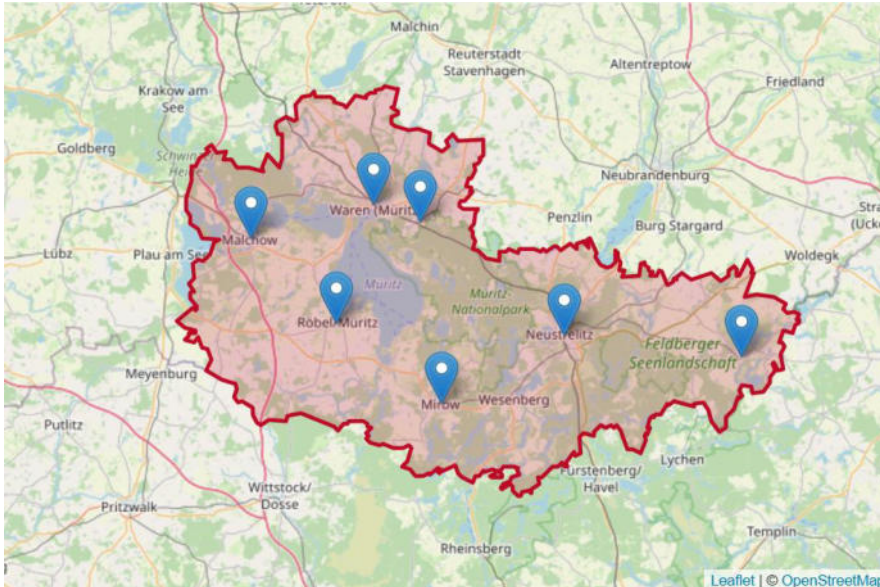 Malchin
Reuterstadt
Stavenhagen
Altentreptow
Friedland
Krakow am
See
Goldberg
Neubrandenburg
Waren (Müritz
Malchow
Penzlin
Burg Stargard
Lübz
Plau am See
Woldegk
Müritz
Müritz-
Nationalpark
Röbel/Müritz
Neustrelitz
Feldberger
Seenlandschaft
Meyenburg
Mirow
Wesenberg
Putlitz
Lychen
Fürstenberg/
Havel
Wittstock/
Dosse
Pritzwalk
Templin
Rheinsberg
Leaflet | © OpenStreetMap